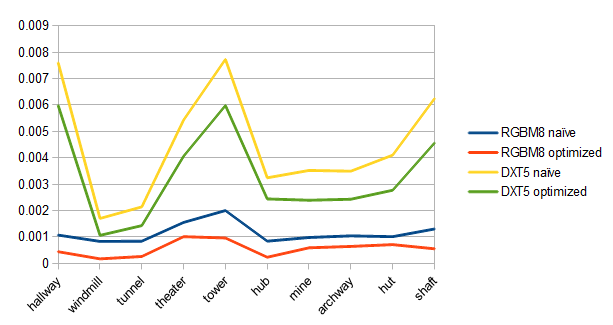 0.009
0.008
0.007
0.006
0.005
0.004
0.003
0.002
0.001
0
hallway
windmill
tunnel
theater
tower
hub
mine
archway
hut
shaft
RGBM8 naïve
RGBM8 optimized
DXT5 naïve
DXT5 optimized